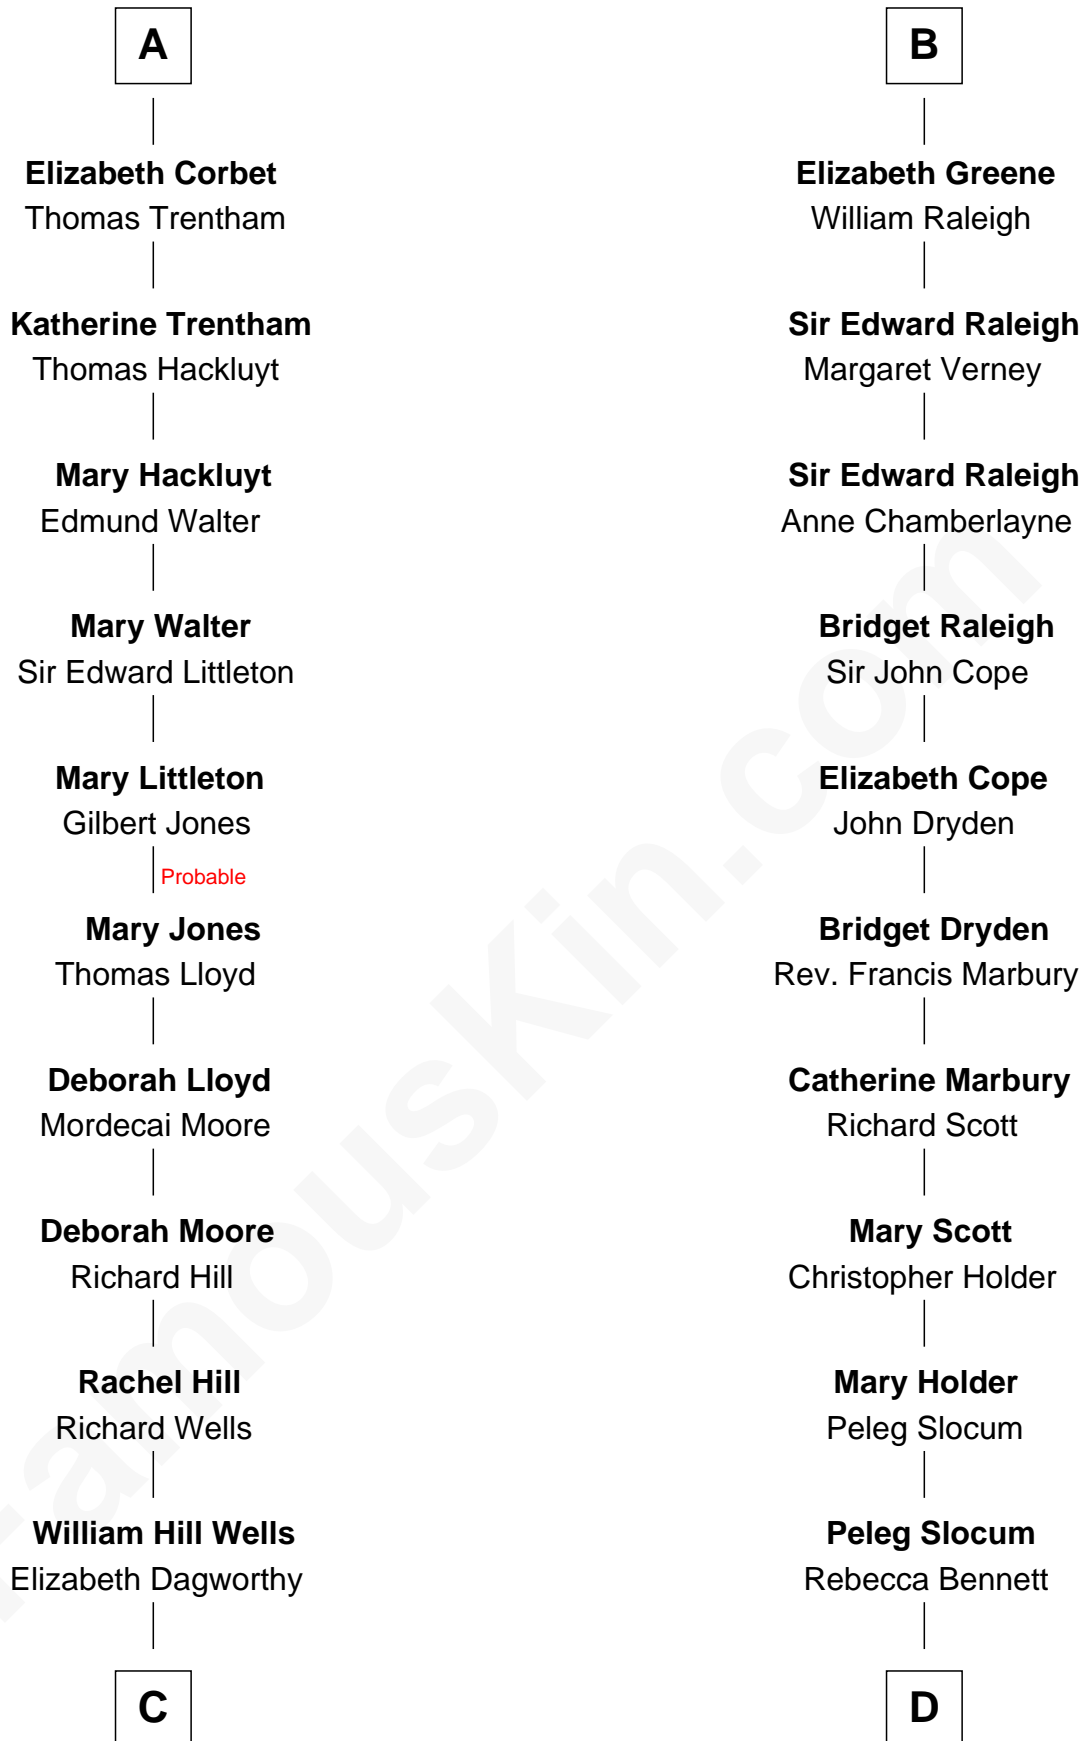 A
Elizabeth Corbet
Thomas Trentham
Katherine Trentham
Thomas Hackluyt
Mary Hackluyt
Edmund Walter
Mary Walter
Sir Edward Littleton
Mary Littleton
Gilbert Jones
Probable
Mary Jones
Thomas Lloyd
Deborah Lloyd
Mordecai Moore
Deborah Moore
Richard Hill
Rachel Hill
Richard Wells
William Hill Wells
Elizabeth Dagworthy
C
B
Elizabeth Greene
William Raleigh
Sir Edward Raleigh
Margaret Verney
Sir Edward Raleigh
Anne Chamberlayne
Bridget Raleigh
Sir John Cope
Elizabeth Cope
John Dryden
Bridget Dryden
Rev. Francis Marbury
Catherine Marbury
Richard Scott
Mary Scott
Christopher Holder
Mary Holder
Peleg Slocum
Peleg Slocum
Rebecca Bennett
D
FamousKin.com